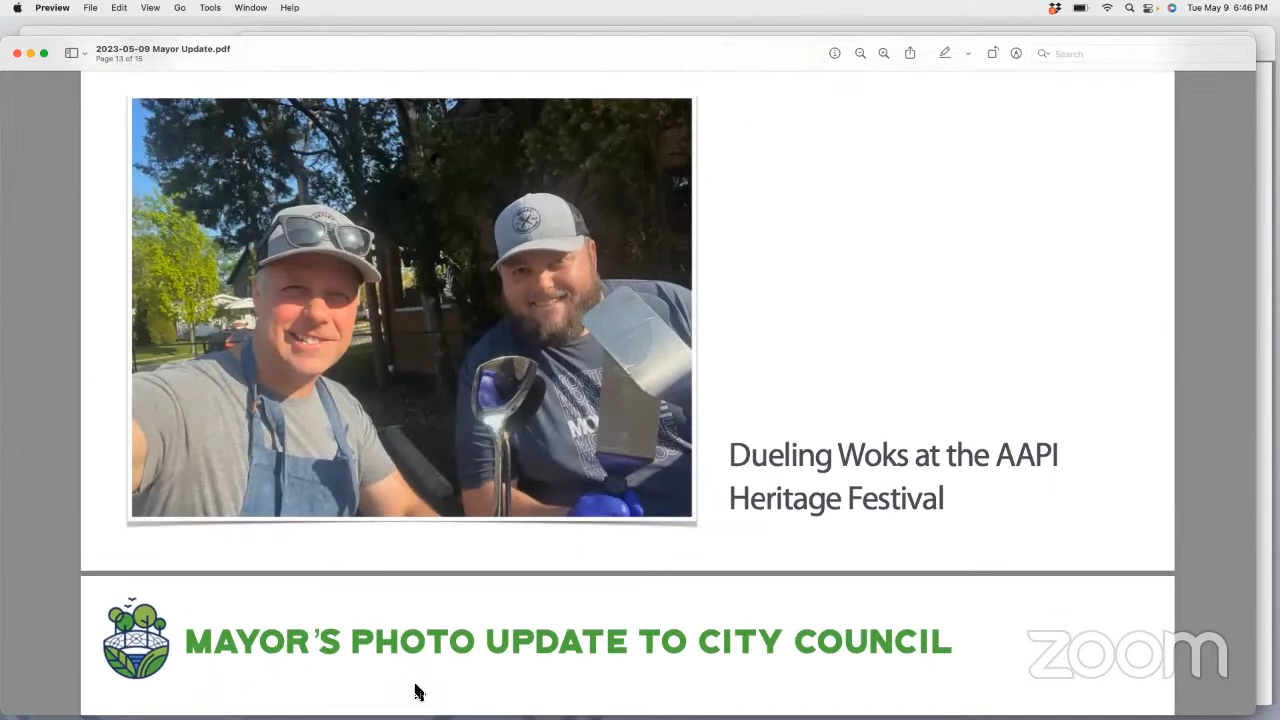 Preview File Edit View Go Tools Window Help Tue May 9 6:46 PM
2023-05-09 Mayor Update.pdf
Page 13 of 15
Search
Dueling Woks at the AAPI
Heritage Festival
MAYOR'S PHOTO UPDATE TO CITY COUNCIL
zoom